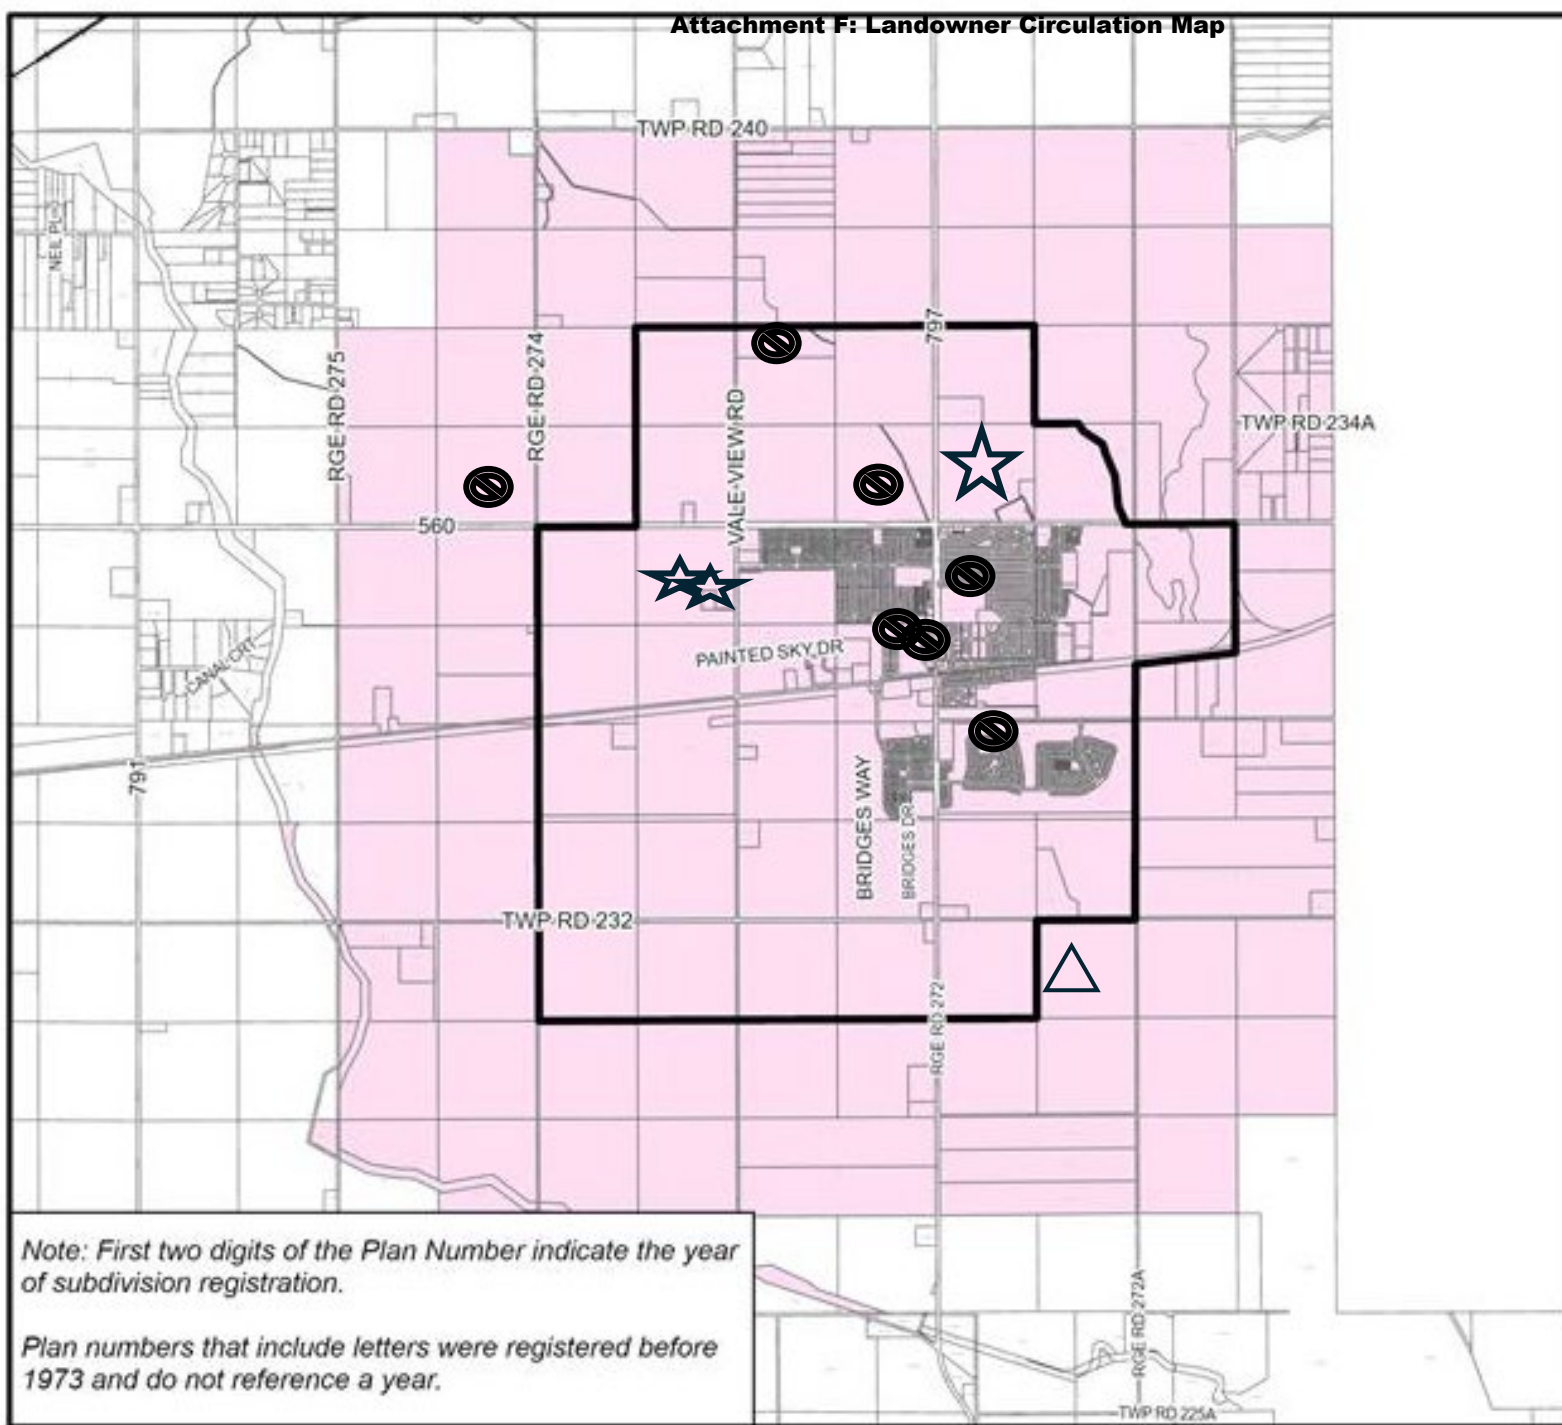 Attachment F: Landowner Circulation Map
TWP RD 240
NEIL PL
797
RGE RD 275
RGE RD 274
VALE VIEW RD
TWP RD 234A
560
PAINTED SKY DR
CANAL CRT
791
BRIDGES WAY
BRIDGES DR
TWP RD 232
RGE RD 272
Note: First two digits of the Plan Number indicate the year
of subdivision registration.
Plan numbers that include letters were registered before
1973 and do not reference a year.
RGE RD 272A
TWP RD 225A